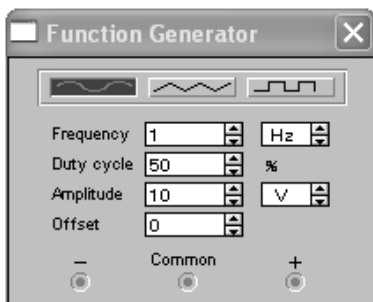 Function Generator
Frequency 1 Hz
Duty cycle 50 %
Amplitude 10 V
Offset 0
− Common +